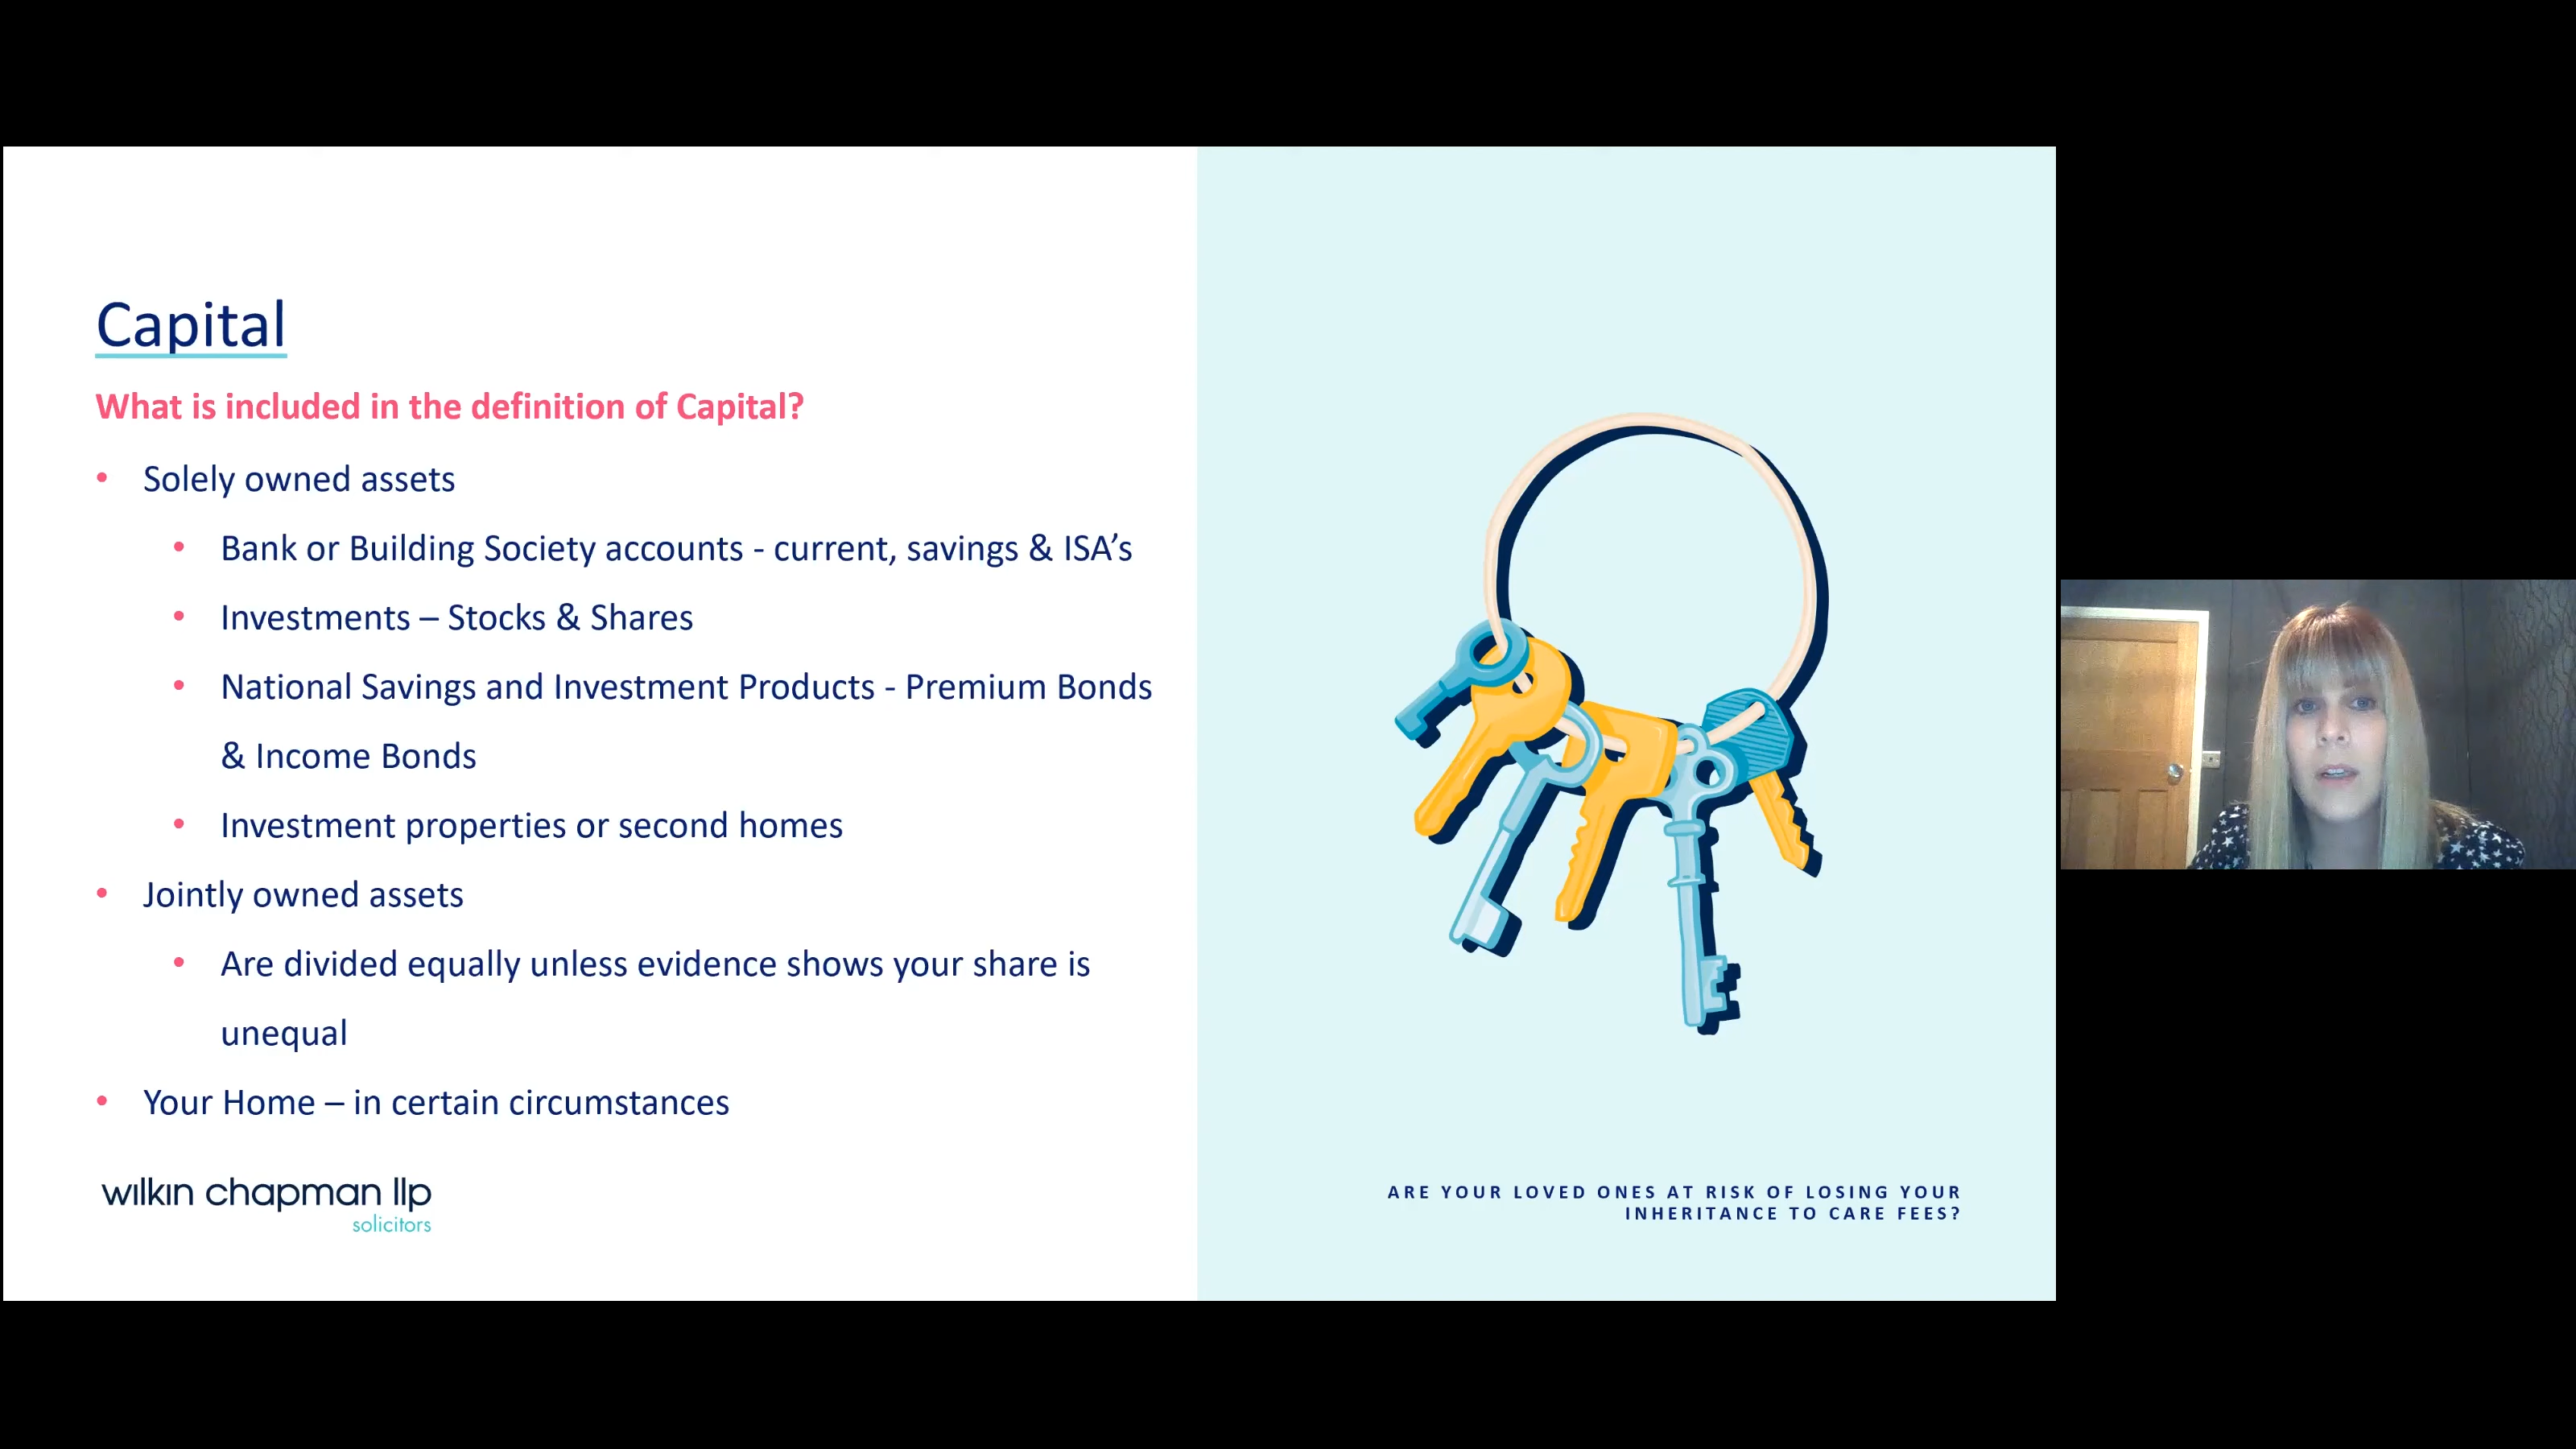 Capital
What is included in the definition of Capital?
• Solely owned assets
• Bank or Building Society accounts - current, savings & ISA’s
• Investments – Stocks & Shares
• National Savings and Investment Products - Premium Bonds
& Income Bonds
• Investment properties or second homes
• Jointly owned assets
• Are divided equally unless evidence shows your share is
unequal
• Your Home – in certain circumstances
wilkin chapman llp
solicitors
ARE YOUR LOVED ONES AT RISK OF LOSING YOUR
INHERITANCE TO CARE FEES?